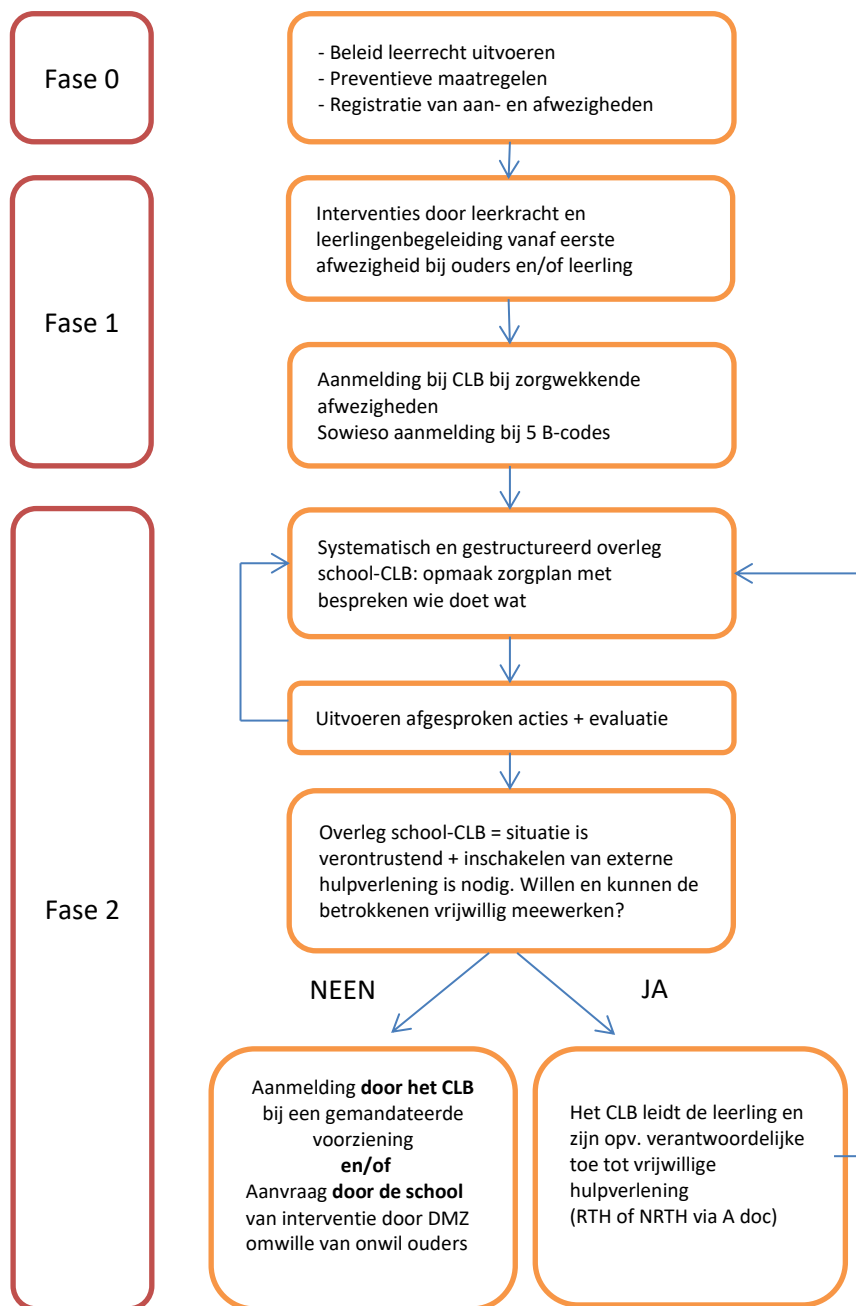 Fase 0
- Beleid leerrecht uitvoeren
- Preventieve maatregelen
- Registratie van aan- en afwezigheden
Fase 1
Interventies door leerkracht en
leerlingenbegeleiding vanaf eerste
afwezigheid bij ouders en/of leerling
Aanmelding bij CLB bij zorgwekkende
afwezigheden
Sowieso aanmelding bij 5 B-codes
Fase 2
Systematisch en gestructureerd overleg
school-CLB: opmaak zorgplan met
bespreken wie doet wat
Uitvoeren afgesproken acties + evaluatie
Overleg school-CLB = situatie is
verontrustend + inschakelen van externe
hulpverlening is nodig. Willen en kunnen de
betrokkenen vrijwillig meewerken?
NEEN
JA
Aanmelding door het CLB
bij een gemandateerde
voorziening
en/of
Aanvraag door de school
van interventie door DMZ
omwille van onwil ouders
Het CLB leidt de leerling en
zijn opv. verantwoordelijke
toe tot vrijwillige
hulpverlening
(RTH of NRTH via A doc)